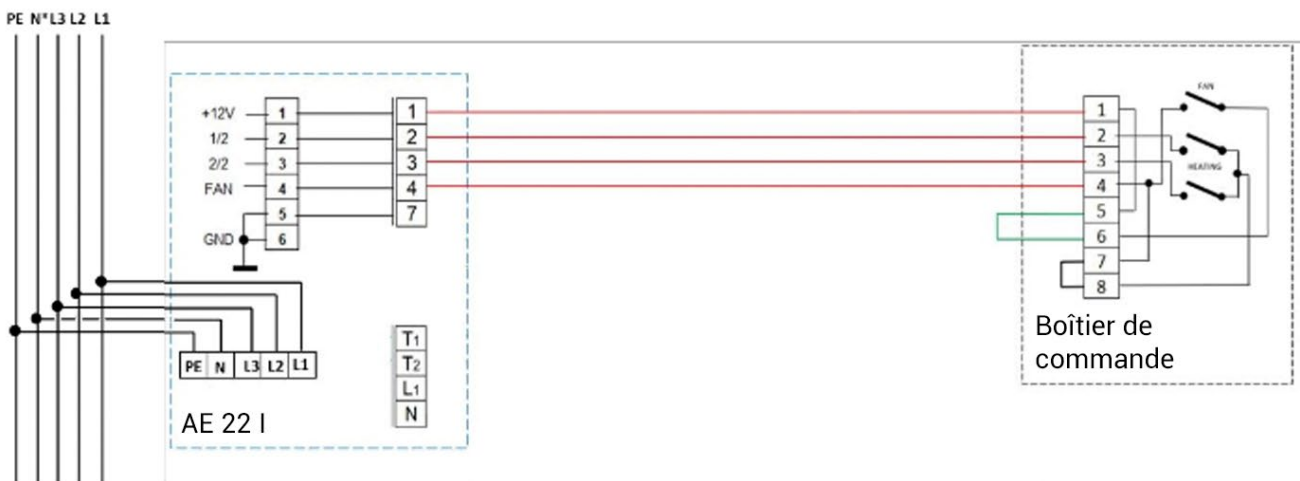 PE N* L3 L2 L1
+12V 1 1
1/2 2 2
2/2 3 3
FAN 4 4
5 7
GND 6
PE N L3 L2 L1
T1
T2
L1
N
AE 22 I
1
2
3
4
5
6
7
8
FAN
HEATING
Boîtier de
commande